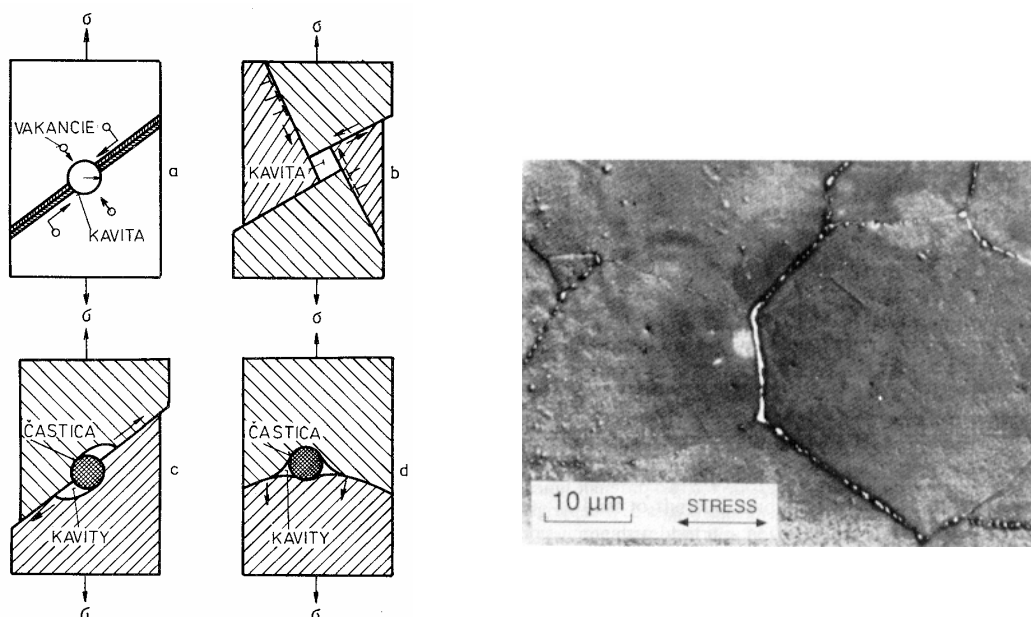 σ
σ
VAKANCIE
a
KAVITA
KAVITA
b
σ
σ
ČASTICA
c
KAVITY
ČASTICA
d
KAVITY
σ
σ
10 µm
STRESS